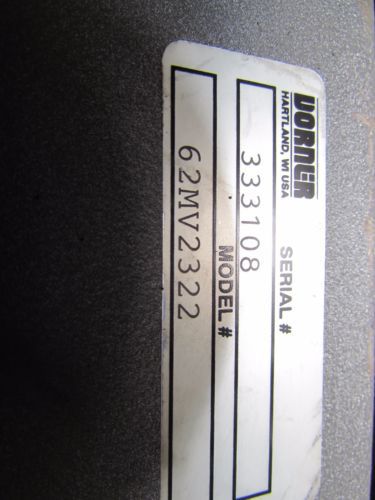 DORNER
HARTLAND, WI USA
SERIAL #
333108
MODEL #
62MV2322